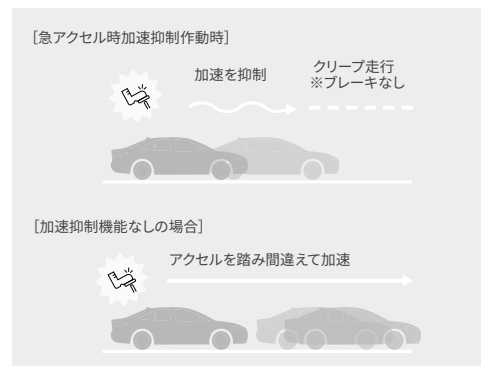 ［急アクセル時加速抑制作動時］
加速を抑制
クリープ走行
※ブレーキなし
［加速抑制機能なしの場合］
アクセルを踏み間違えて加速